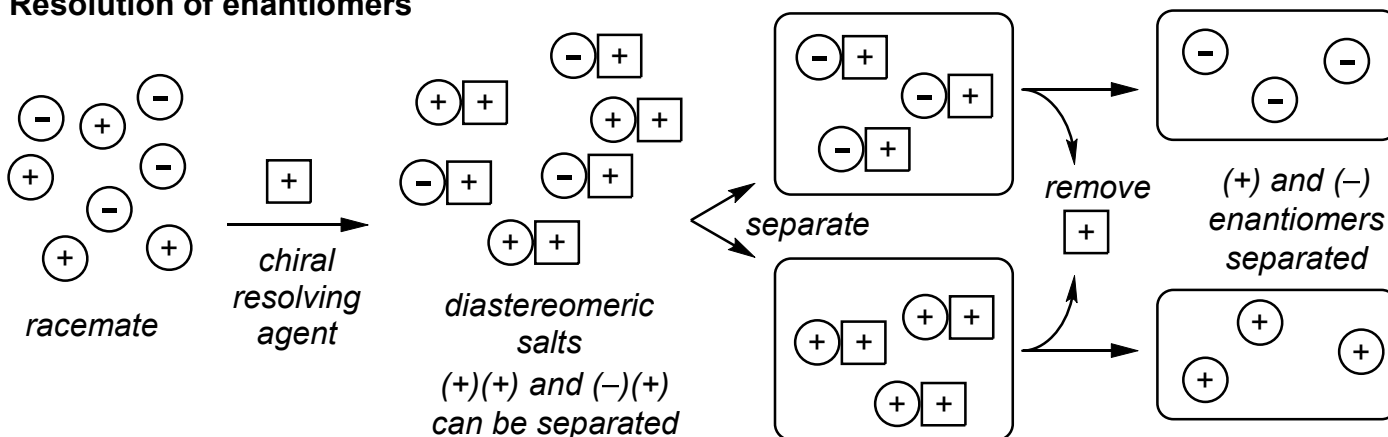 Resolution of enantiomers
racemate
+
chiral
resolving
agent
diastereomeric
salts
(+)(+) and (–)(+)
can be separated
separate
remove
+
(+) and (–)
enantiomers
separated